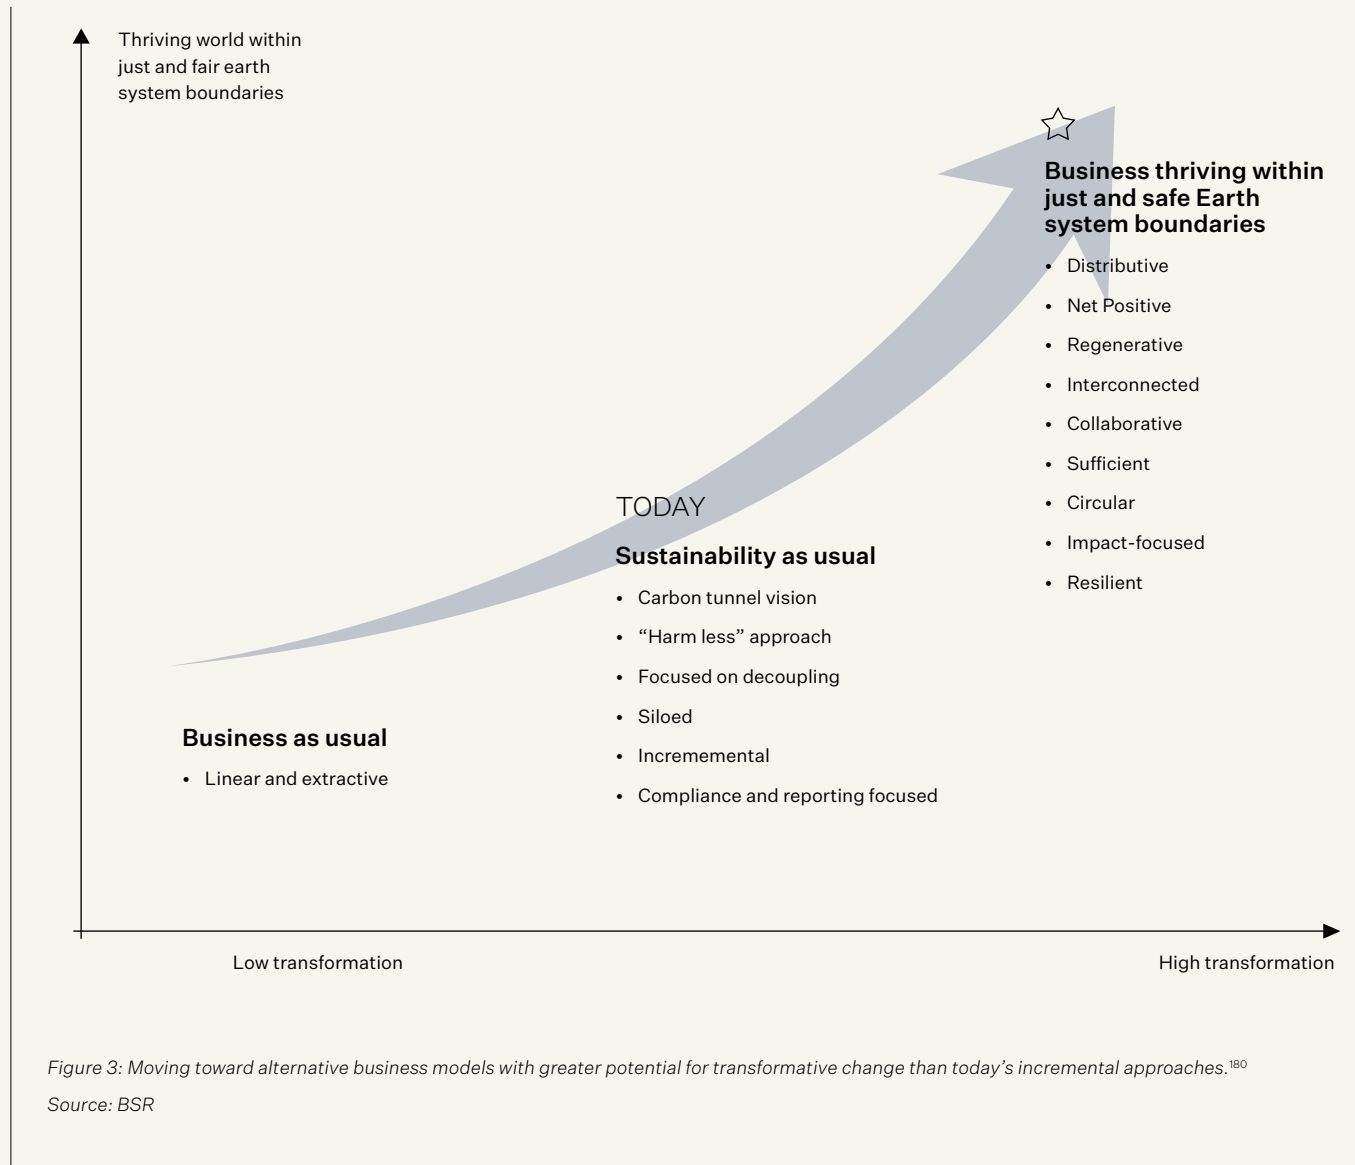 Thriving world within
just and fair earth
system boundaries
Business thriving within
just and safe Earth
system boundaries
• Distributive
• Net Positive
• Regenerative
• Interconnected
• Collaborative
• Sufficient
• Circular
• Impact-focused
• Resilient
TODAY
Sustainability as usual
• Carbon tunnel vision
• “Harm less” approach
• Focused on decoupling
• Siloed
• Incrememental
• Compliance and reporting focused
Business as usual
• Linear and extractive
Low transformation
High transformation
Figure 3: Moving toward alternative business models with greater potential for transformative change than today’s incremental approaches.180
Source: BSR